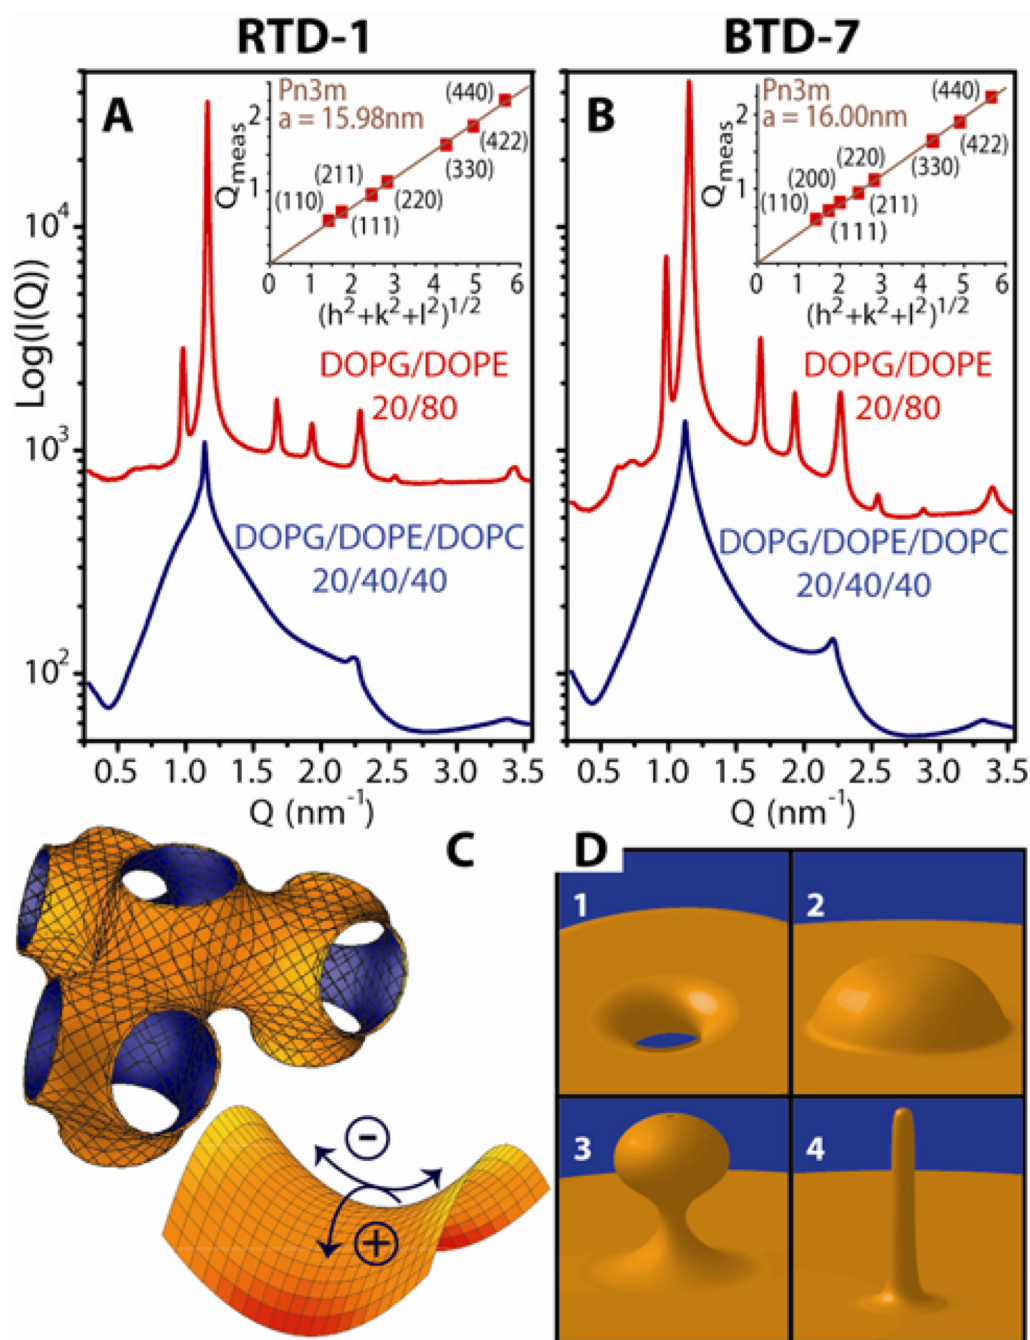 RTD-1
BTD-7
A
Pn3m
a = 15.98nm
Q_meas
2
1
(110)
(211)
(111)
(220)
(330)
(440)
(422)
0 1 2 3 4 5 6
(h²+k²+l²)^1/2
DOPG/DOPE
20/80
DOPG/DOPE/DOPC
20/40/40
Log(I(Q))
10⁴
10³
10²
0.5 1.0 1.5 2.0 2.5 3.0 3.5
Q (nm⁻¹)
B
Pn3m
a = 16.00nm
Q_meas
2
1
(110)
(200)
(220)
(111)
(211)
(330)
(440)
(422)
0 1 2 3 4 5 6
(h²+k²+l²)^1/2
DOPG/DOPE
20/80
DOPG/DOPE/DOPC
20/40/40
0.5 1.0 1.5 2.0 2.5 3.0 3.5
Q (nm⁻¹)
C
−
+
D
1
2
3
4